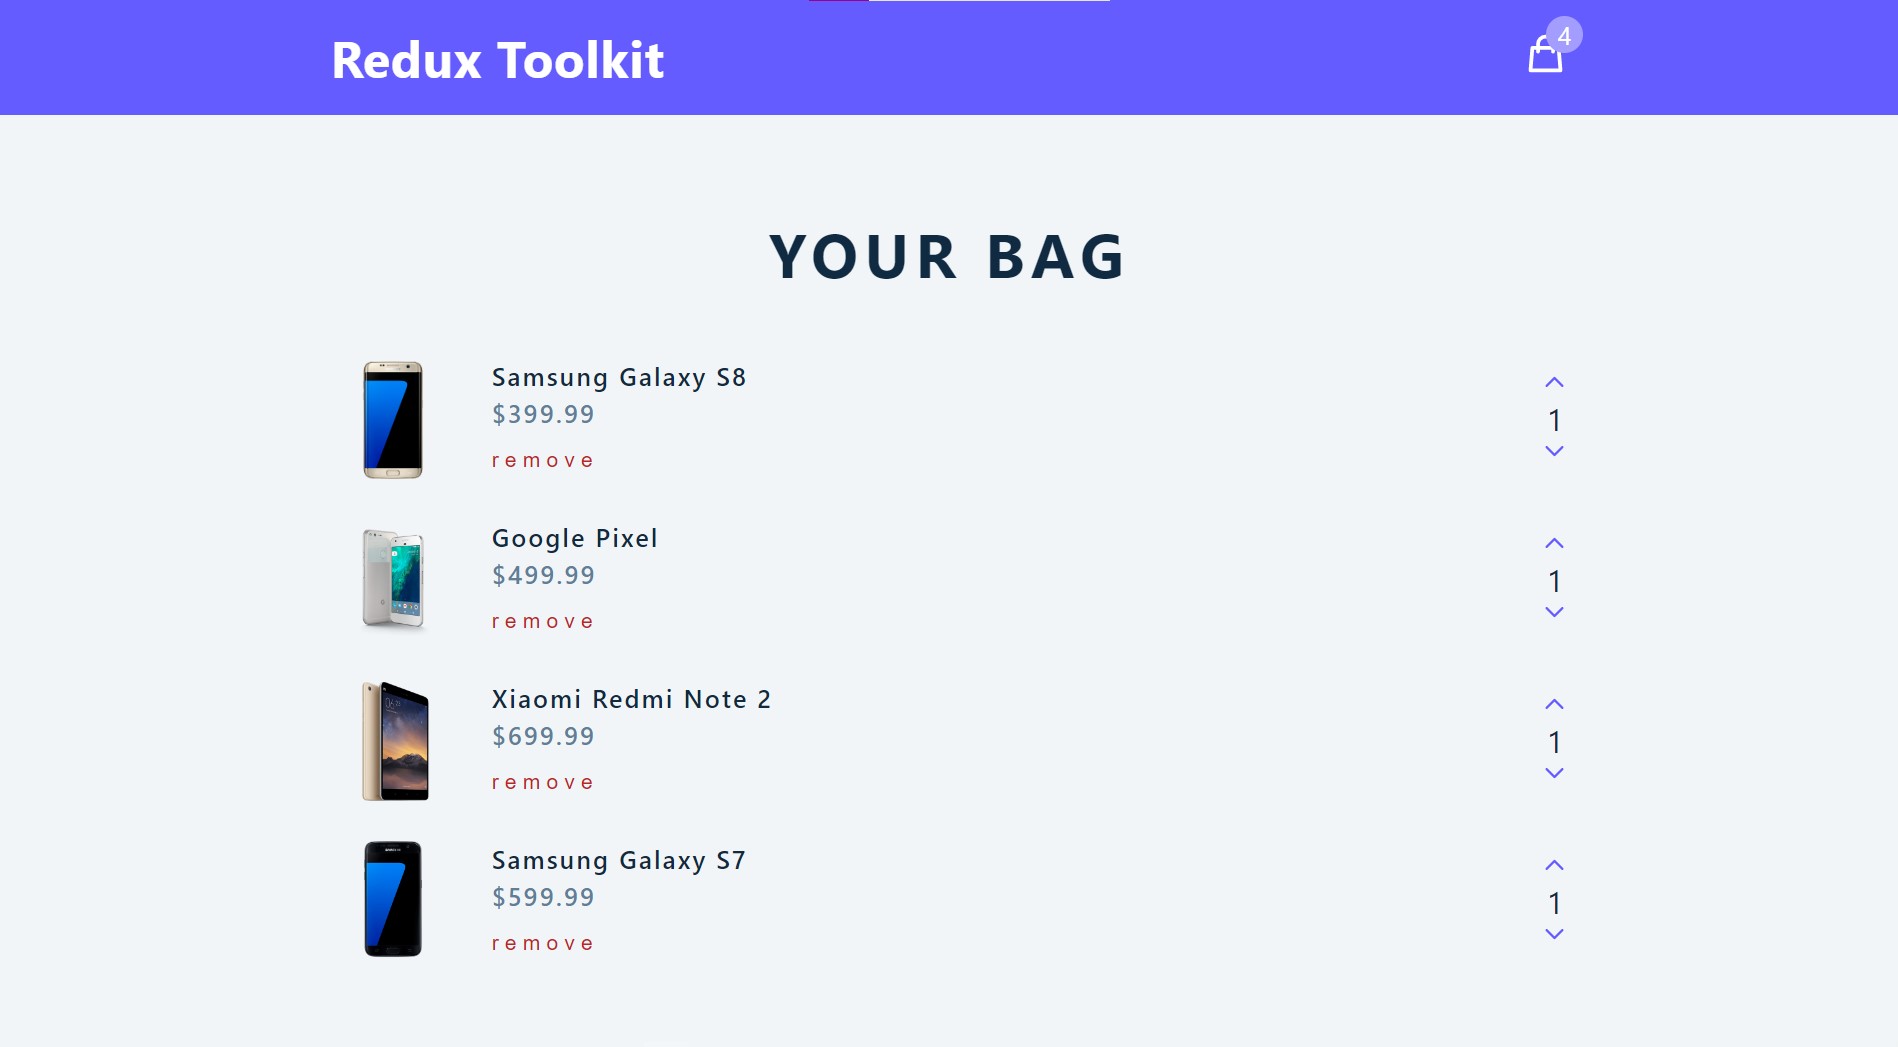 Redux Toolkit
4
YOUR BAG
Samsung Galaxy S8
$399.99
remove
1
Google Pixel
$499.99
remove
1
Xiaomi Redmi Note 2
$699.99
remove
1
Samsung Galaxy S7
$599.99
remove
1